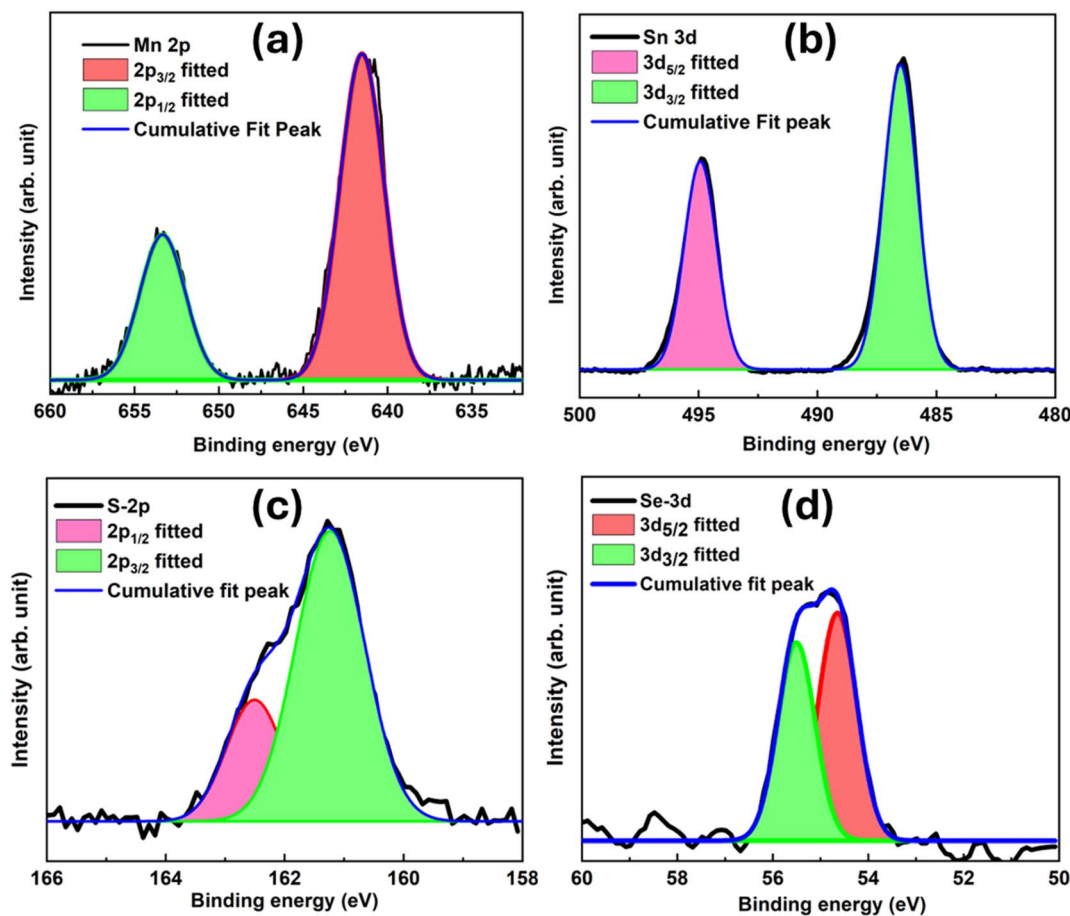 (a)
Mn 2p
2p3/2 fitted
2p1/2 fitted
Cumulative Fit Peak
Intensity (arb. unit)
660 655 650 645 640 635
Binding energy (eV)
(b)
Sn 3d
3d5/2 fitted
3d3/2 fitted
Cumulative Fit peak
Intensity (arb. unit)
500 495 490 485 480
Binding energy (eV)
(c)
S-2p
2p1/2 fitted
2p3/2 fitted
Cumulative fit peak
Intensity (arb. unit)
166 164 162 160 158
Binding energy (eV)
(d)
Se-3d
3d5/2 fitted
3d3/2 fitted
Cumulative fit peak
Intensity (arb. unit)
60 58 56 54 52 50
Binding energy (eV)